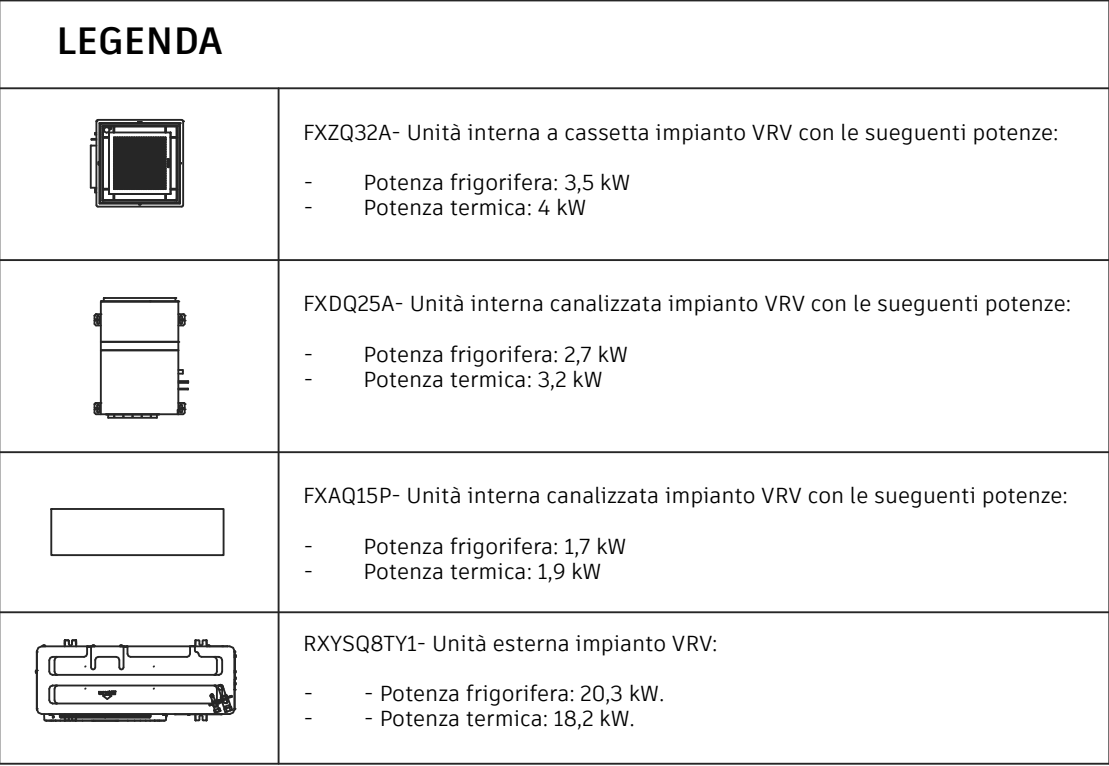 LEGENDA
FXZQ32A- Unità interna a cassetta impianto VRV con le sueguenti potenze:
- Potenza frigorifera: 3,5 kW
- Potenza termica: 4 kW
FXDQ25A- Unità interna canalizzata impianto VRV con le sueguenti potenze:
- Potenza frigorifera: 2,7 kW
- Potenza termica: 3,2 kW
FXAQ15P- Unità interna canalizzata impianto VRV con le sueguenti potenze:
- Potenza frigorifera: 1,7 kW
- Potenza termica: 1,9 kW
RXYSQ8TY1- Unità esterna impianto VRV:
- - Potenza frigorifera: 20,3 kW.
- - Potenza termica: 18,2 kW.